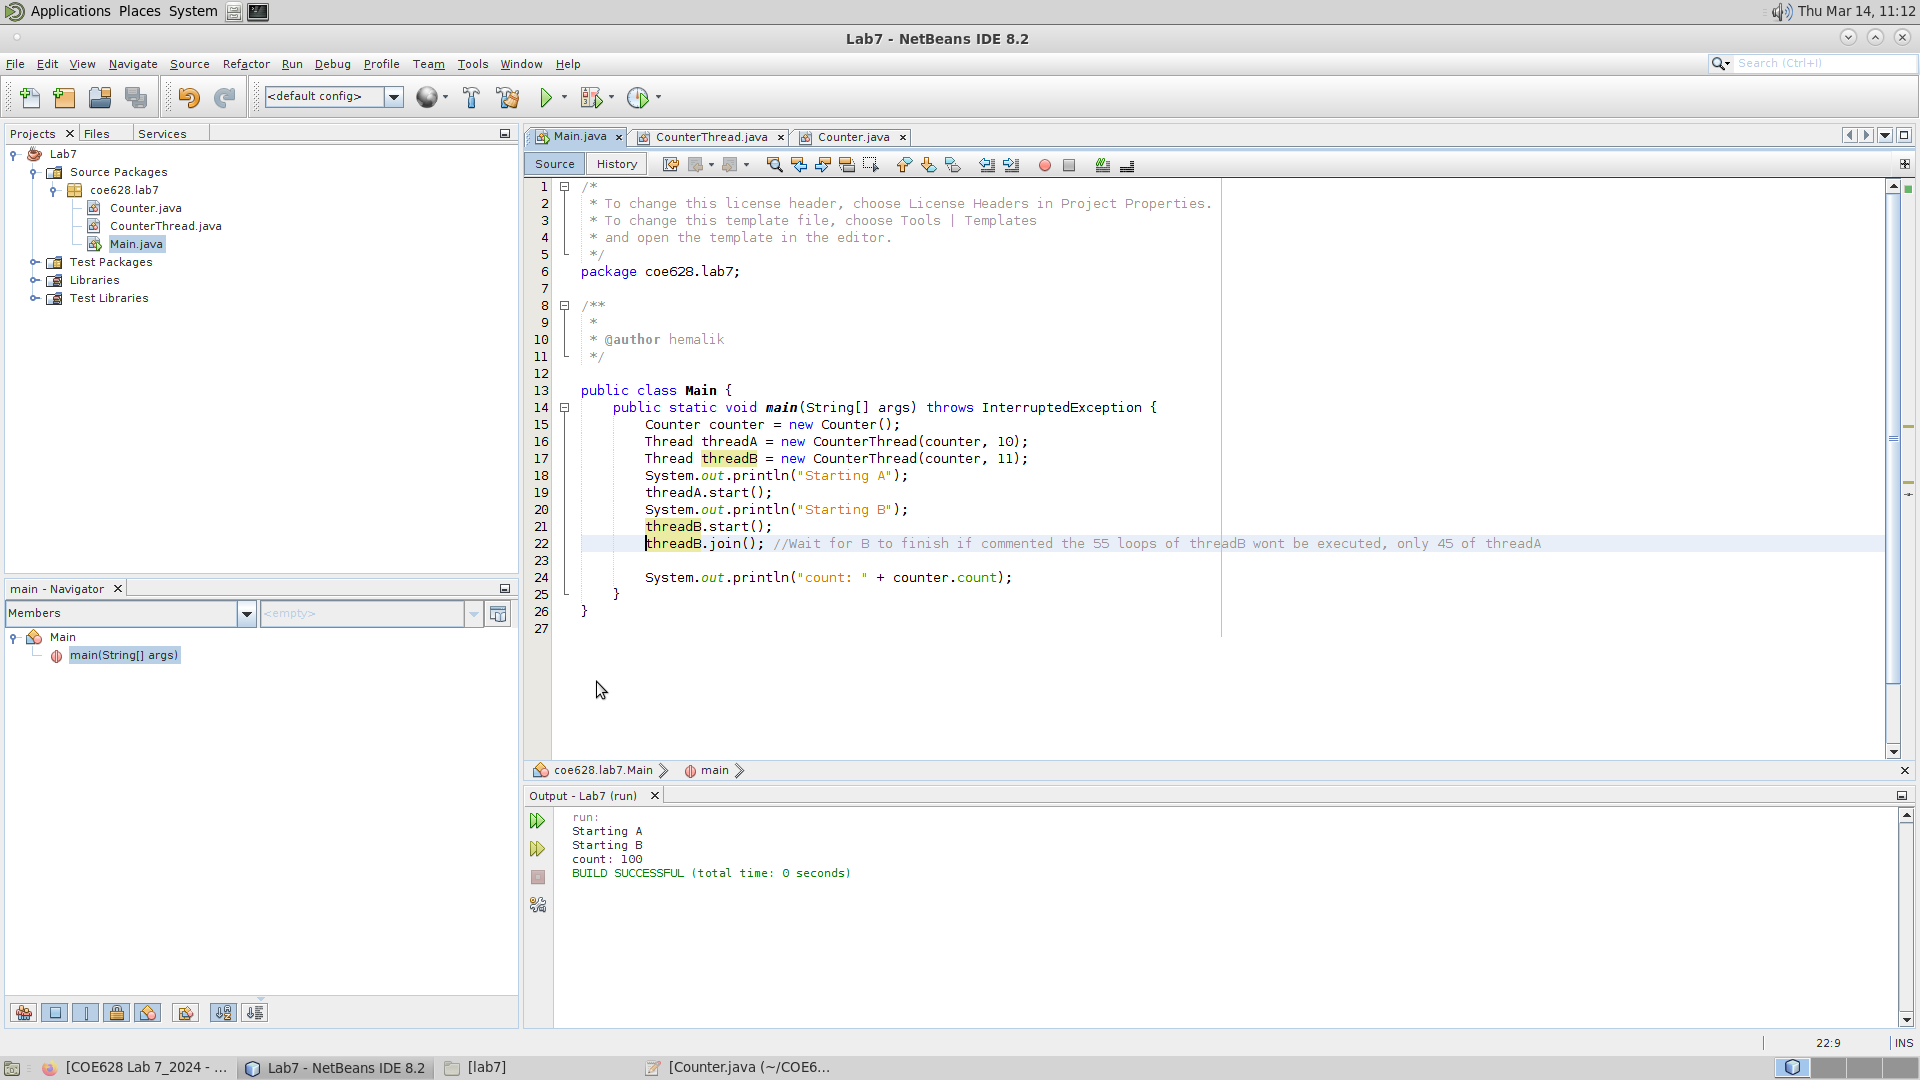 Applications Places System
Thu Mar 14, 11:12
Lab7 - NetBeans IDE 8.2
File Edit View Navigate Source Refactor Run Debug Profile Team Tools Window Help
Search (Ctrl+I)
<default config>
Projects Files Services
Lab7
Source Packages
coe628.lab7
Counter.java
CounterThread.java
Main.java
Test Packages
Libraries
Test Libraries
main - Navigator
Members
<empty>
Main
main(String[] args)
Main.java CounterThread.java Counter.java
Source History
1 /*
2 * To change this license header, choose License Headers in Project Properties.
3 * To change this template file, choose Tools | Templates
4 * and open the template in the editor.
5 */
6 package coe628.lab7;
7
8 /**
9 *
10 * @author hemalik
11 */
12
13 public class Main {
14 public static void main(String[] args) throws InterruptedException {
15 Counter counter = new Counter();
16 Thread threadA = new CounterThread(counter, 10);
17 Thread threadB = new CounterThread(counter, 11);
18 System.out.println("Starting A");
19 threadA.start();
20 System.out.println("Starting B");
21 threadB.start();
22 threadB.join(); //Wait for B to finish if commented the 55 loops of threadB wont be executed, only 45 of threadA
23
24 System.out.println("count: " + counter.count);
25 }
26 }
27
coe628.lab7.Main main
Output - Lab7 (run)
run:
Starting A
Starting B
count: 100
BUILD SUCCESSFUL (total time: 0 seconds)
22:9 INS
[COE628 Lab 7_2024 - ... Lab7 - NetBeans IDE 8.2 [lab7] [Counter.java (~/COE6...